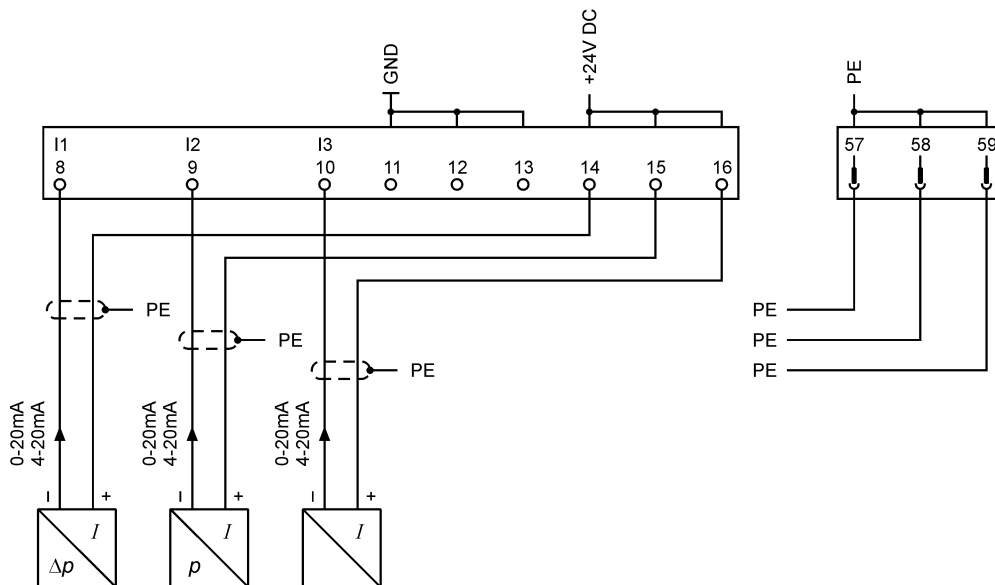 GND
+24V DC
PE
I1 I2 I3
8 9 10 11 12 13 14 15 16
57 58 59
PE
PE
PE
PE
PE
PE
0-20mA
4-20mA
0-20mA
4-20mA
0-20mA
4-20mA
I +
I +
I +
I
I
Δp
p